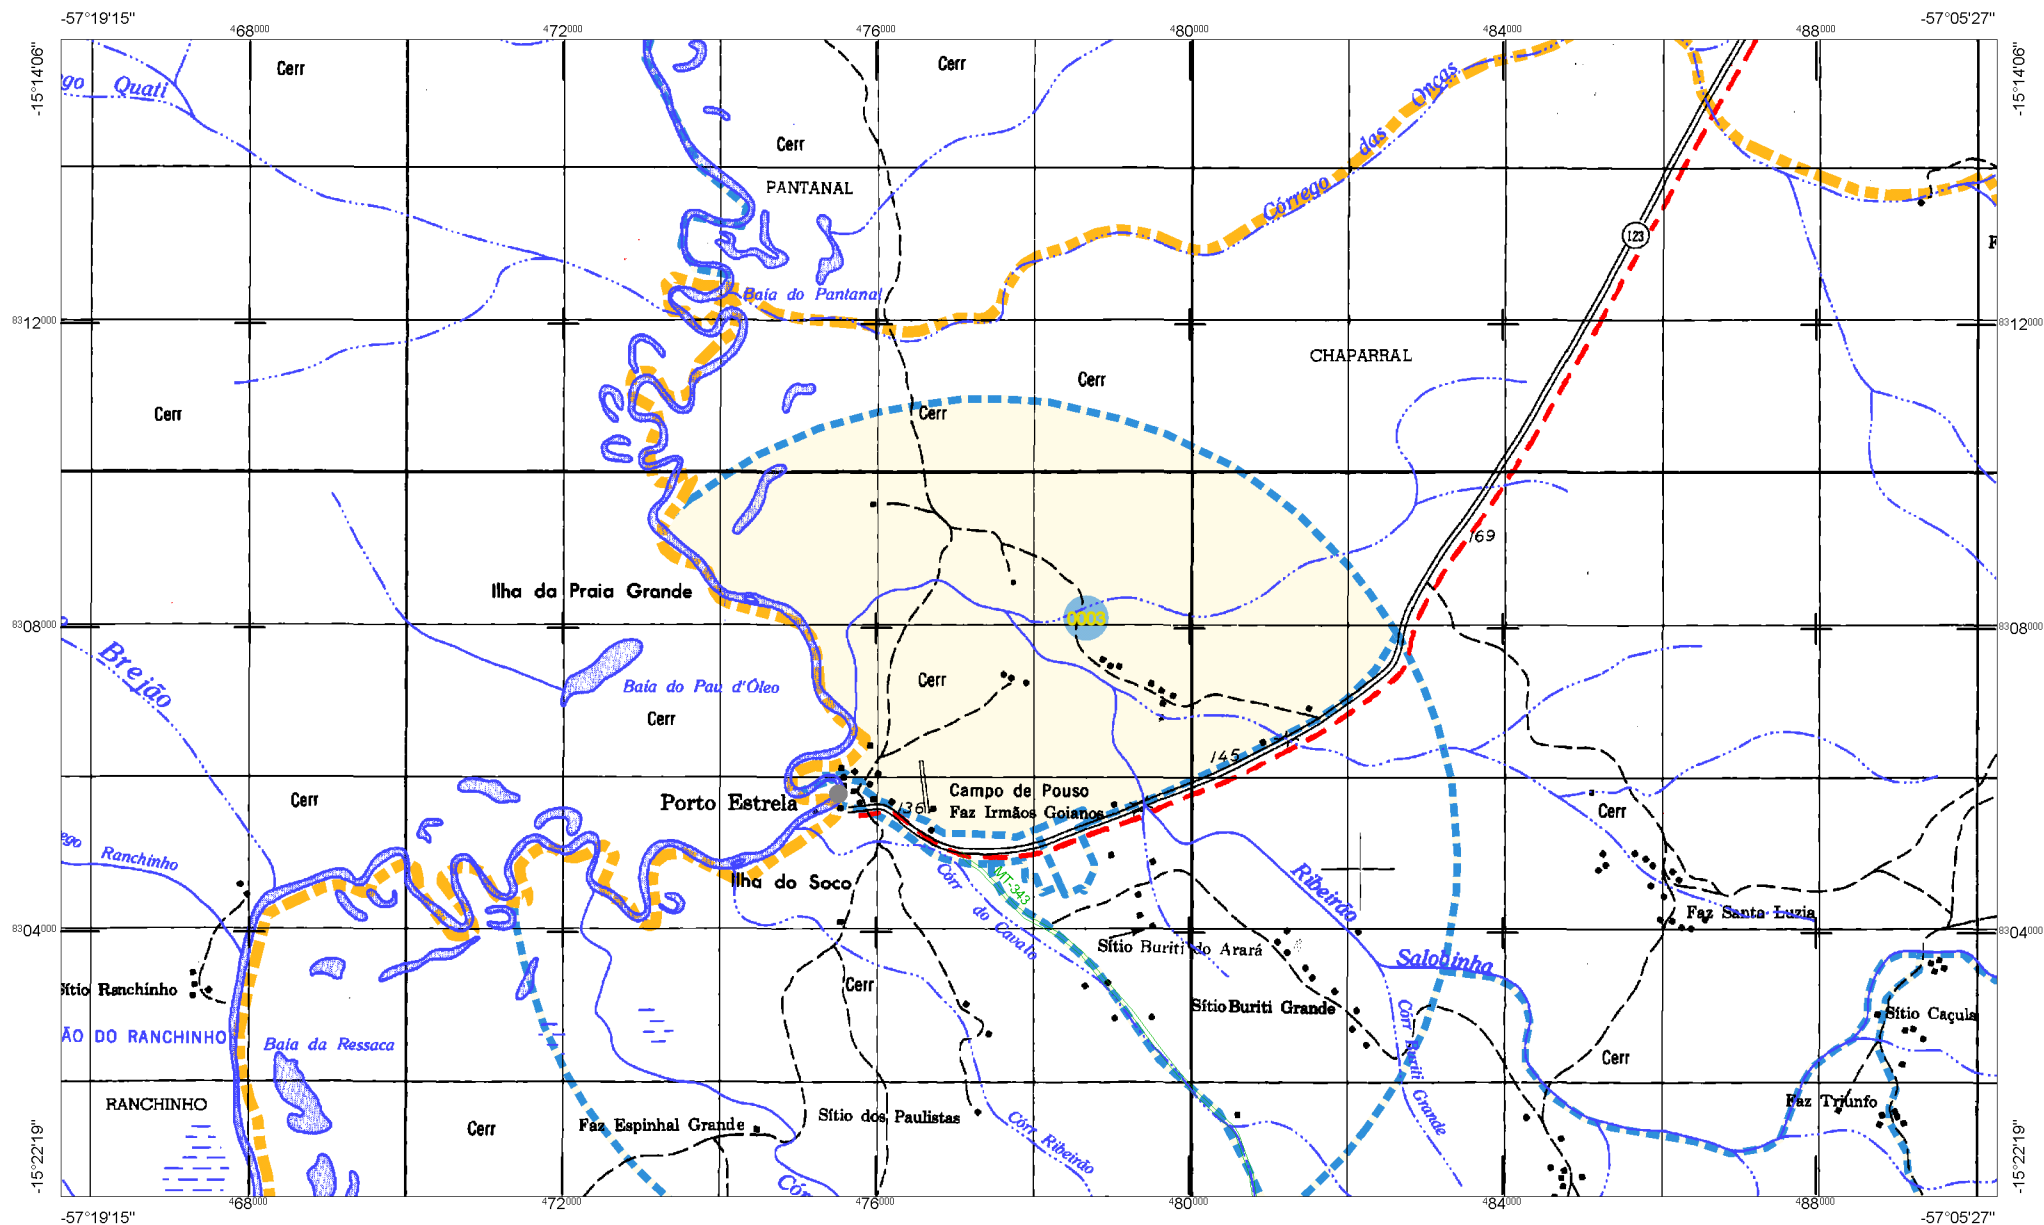 -57°19'15"
-57°05'27"
468000
472000
476000
480000
484000
488000
-15°14'06"
-15°14'06"
Cerr
Cerr
go Quati
Córrego das Onças
Cerr
PANTANAL
123
Baía do Pantanal
8312000
8312000
CHAPARRAL
Cerr
Cerr
Cerr
169
Ilha da Praia Grande
0003
8308000
8308000
Brejão
Cerr
Baía do Pau d'Óleo
Cerr
145
Cerr
Porto Estrela
Campo de Pouso
136
Faz Irmãos Goianos
Cerr
ego Ranchinho
Ilha do Soco
Córr do Cavalo
MT-343
Ribeirão
Faz Santa Luzia
8304000
8304000
Sítio Buriti do Arará
Salobinha
Sítio Ranchinho
Cerr
Sítio Buriti Grande
Sítio Caçula
ÃO DO RANCHINHO
Baía da Ressaca
Córr Buriti Grande
Cerr
RANCHINHO
Cerr
Faz Espinhal Grande
Sítio dos Paulistas
Faz Triunfo
Córr Ribeirão
Cór
-15°22'19"
-15°22'19"
468000
472000
476000
480000
484000
488000
-57°19'15"
-57°05'27"